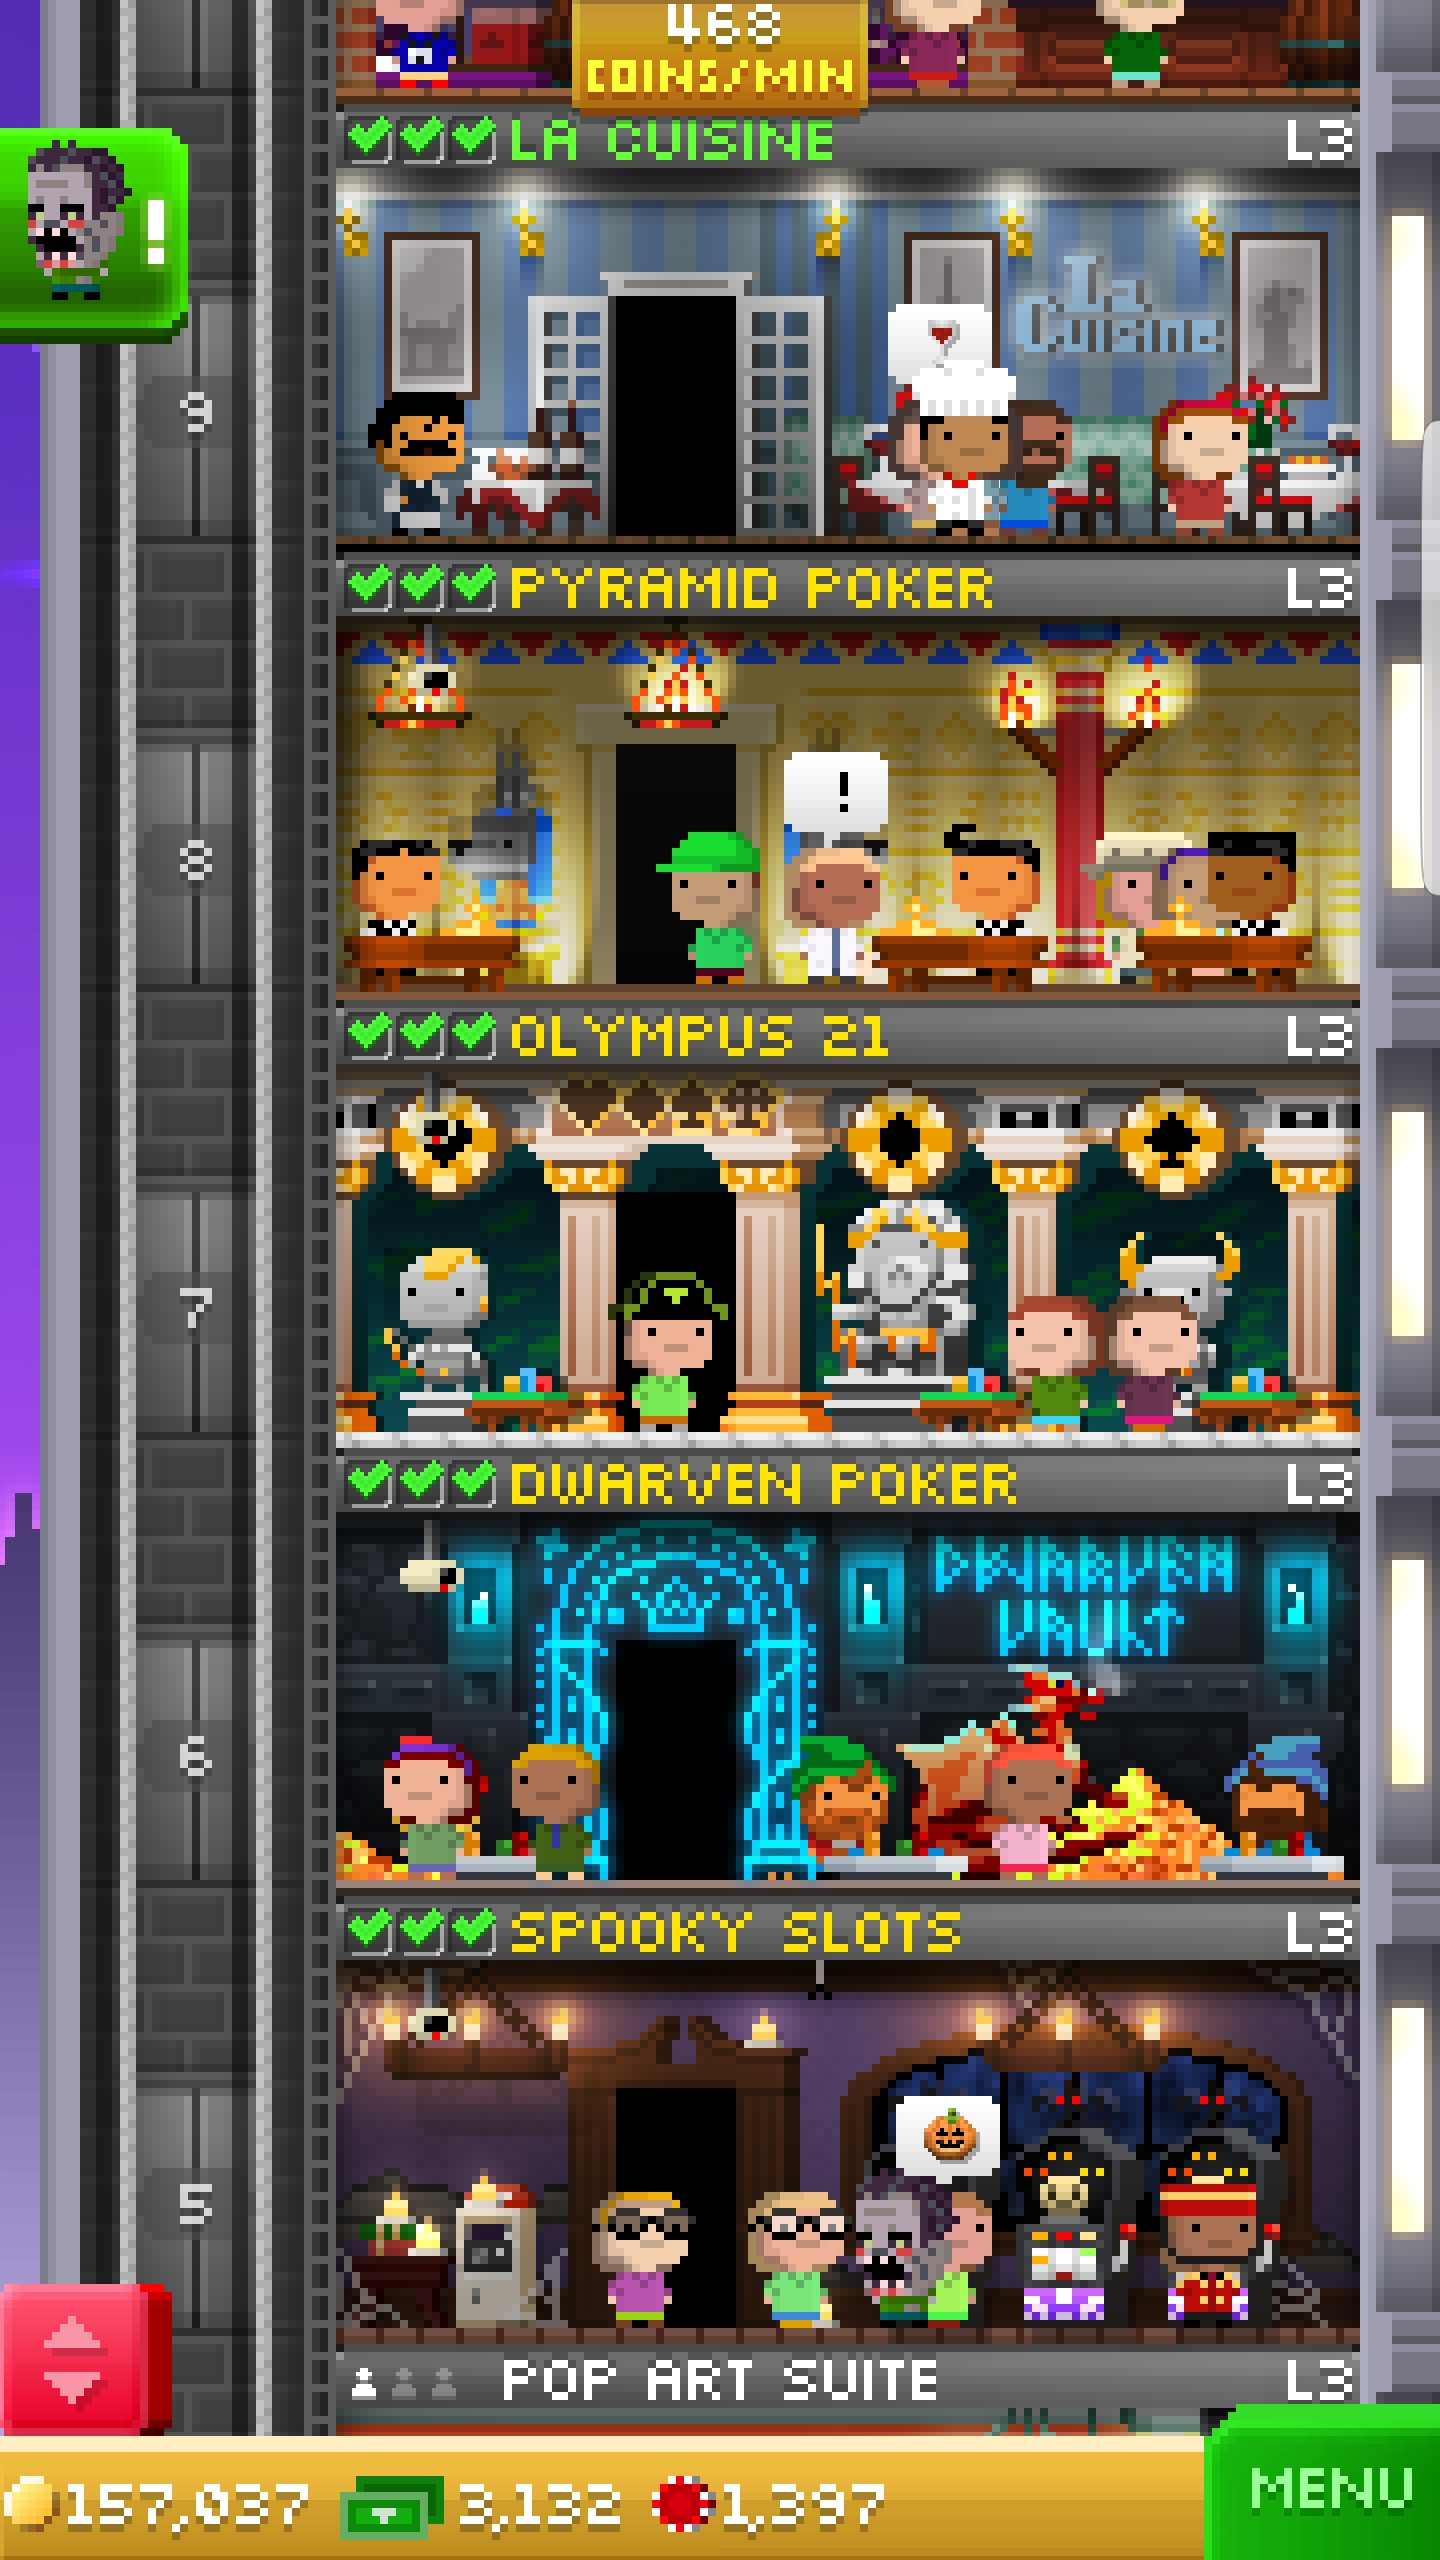 468
COINS/MIN
LA CUISINE L3
!
La
Cuisine
9
PYRAMID POKER L3
!
8
OLYMPUS 21 L3
7
DWARVEN POKER L3
DWARVEN
VAULT
6
SPOOKY SLOTS L3
5
POP ART SUITE L3
157,037 3,132 1,397
MENU